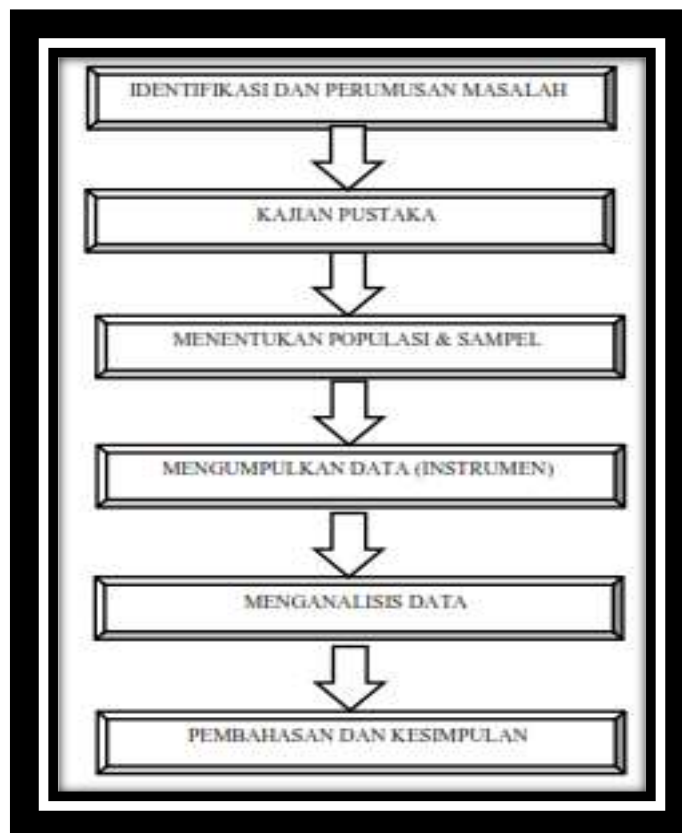 IDENTIFIKASI DAN PERUMUSAN MASALAH
KAJIAN PUSTAKA
MENENTUKAN POPULASI & SAMPEL
MENGUMPULKAN DATA (INSTRUMEN)
MENGANALISIS DATA
PEMBAHASAN DAN KESIMPULAN